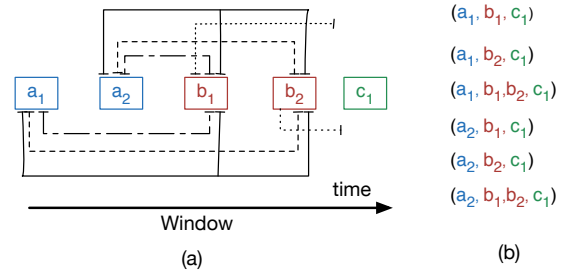 a1 a2 b1 b2 c1
time
Window
(a)
(a1, b1, c1)
(a1, b2, c1)
(a1, b1,b2, c1)
(a2, b1, c1)
(a2, b2, c1)
(a2, b1,b2, c1)
(b)